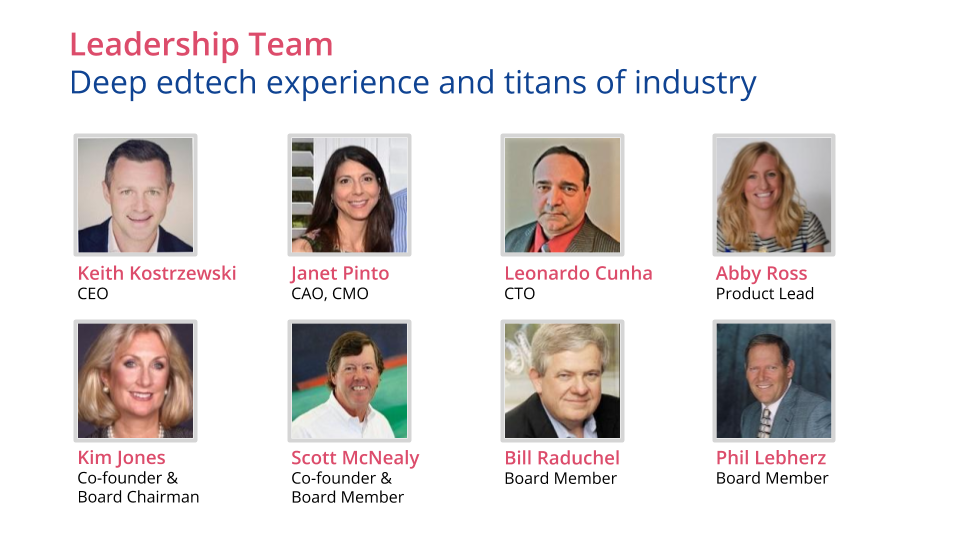 Leadership Team
Deep edtech experience and titans of industry
Keith Kostrzewski
CEO
Janet Pinto
CAO, CMO
Leonardo Cunha
CTO
Abby Ross
Product Lead
Kim Jones
Co-founder &
Board Chairman
Scott McNealy
Co-founder &
Board Member
Bill Raduchel
Board Member
Phil Lebherz
Board Member